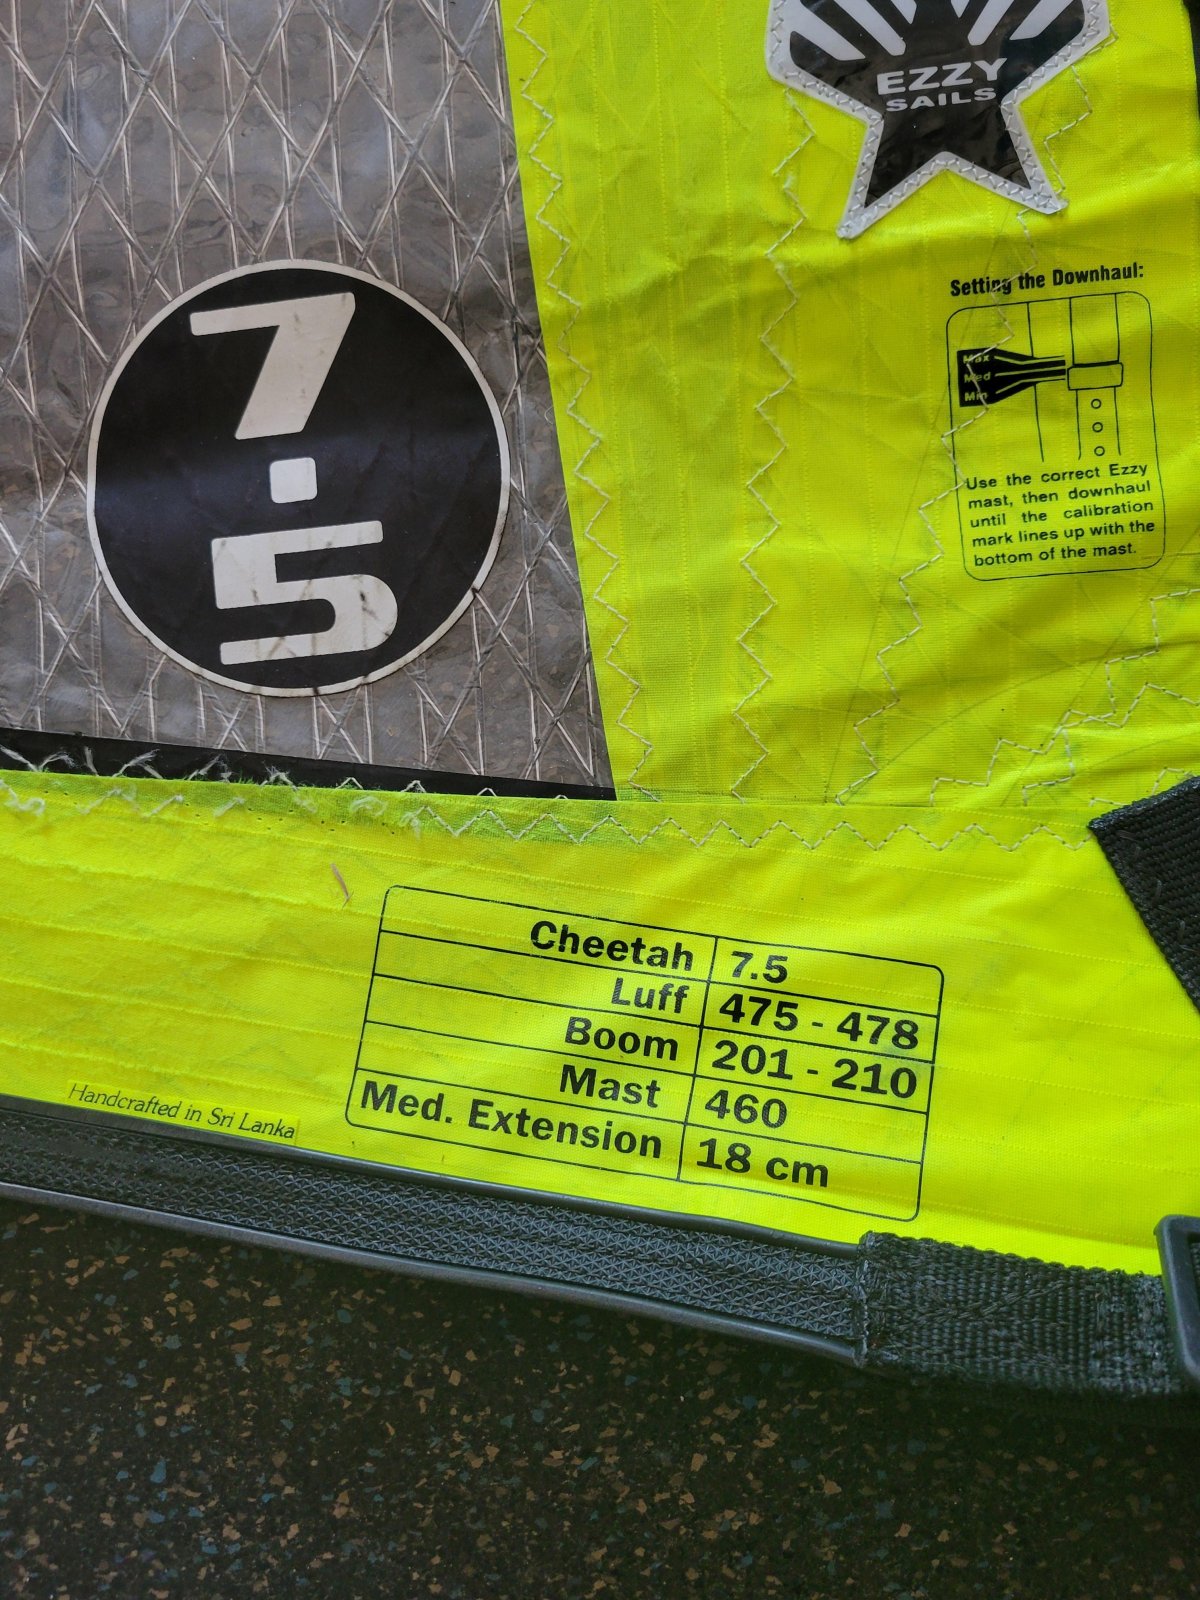 EZZY
SAILS
Setting the Downhaul:
Max
Med
Min
Use the correct Ezzy
mast, then downhaul
until the calibration
mark lines up with the
bottom of the mast.
7.5
Cheetah 7.5
Luff 475 - 478
Boom 201 - 210
Mast 460
Med. Extension 18 cm
Handcrafted in Sri Lanka